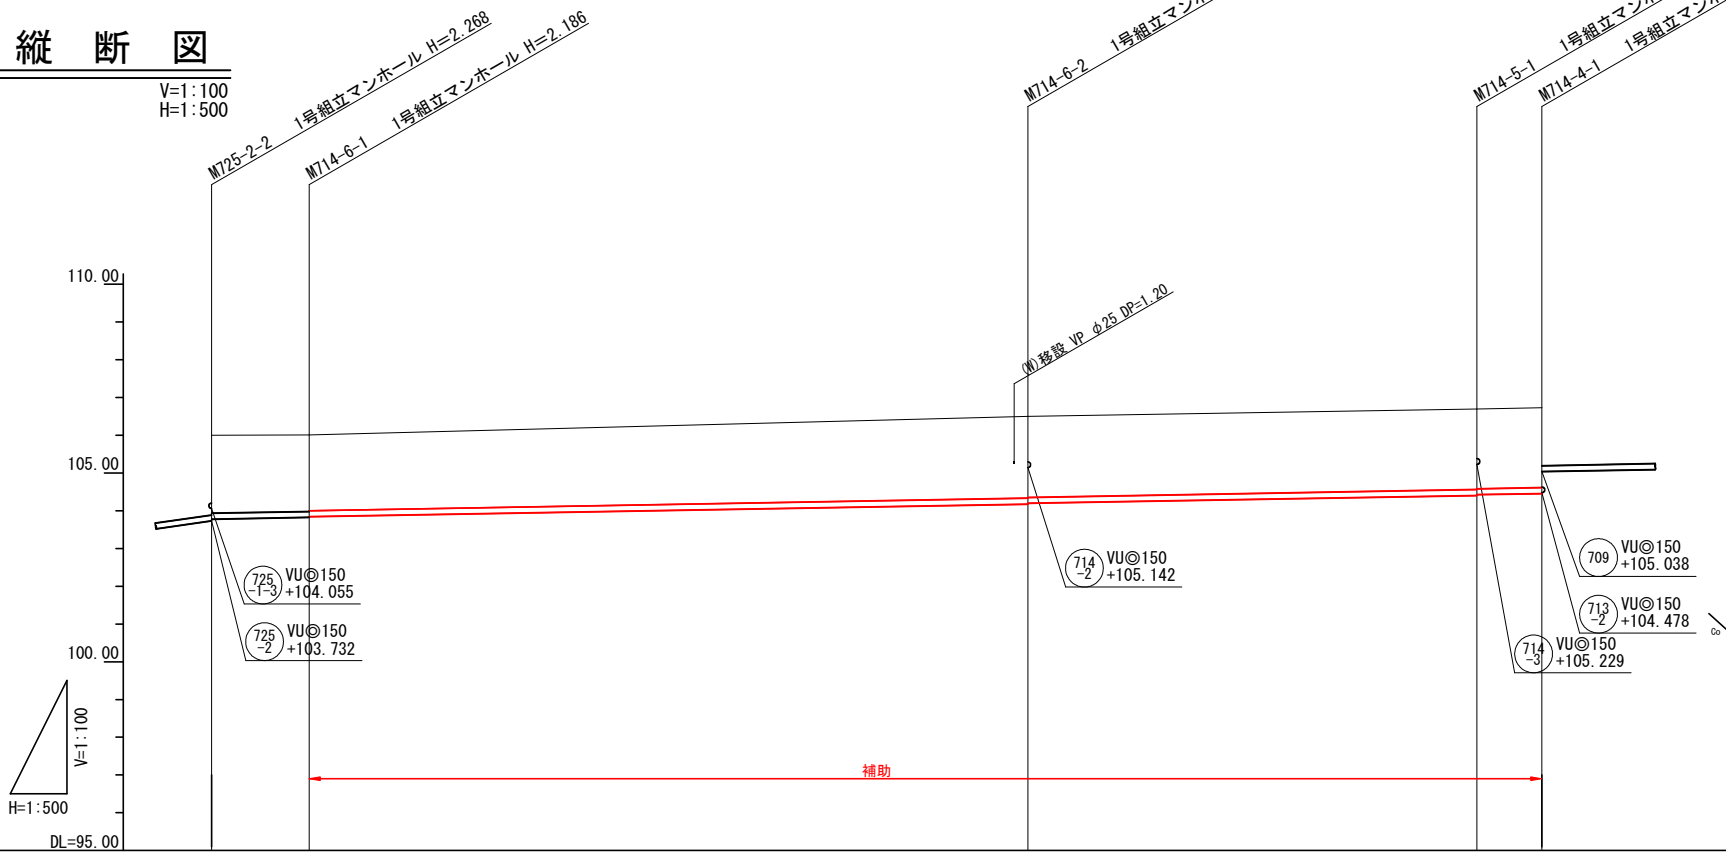 縦 断 図
V=1:100
H=1:500
M725-2-2 1号組立マンホール H=2.268
M714-6-1 1号組立マンホール H=2.186
M714-6-2 1号組立マンホ
M714-5-1 1号組立マン
M714-4-1 1号組立マン
110.00
(W)移設 VP φ25 DP=1.20
105.00
725
-1-3
VU◎150
+104.055
725
-2
VU◎150
+103.732
714
-2
VU◎150
+105.142
709
VU◎150
+105.038
713
-2
VU◎150
+104.478
714
-3
VU◎150
+105.229
100.00
V=1:100
H=1:500
補助
DL=95.00